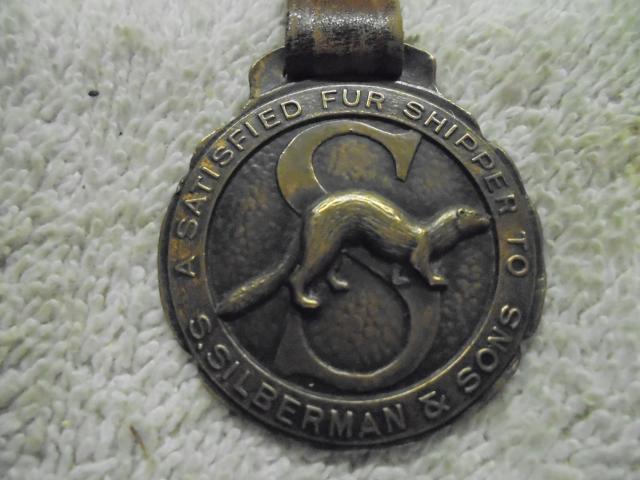 A SATISFIED FUR SHIPPER TO
S. SILBERMAN & SONS
S